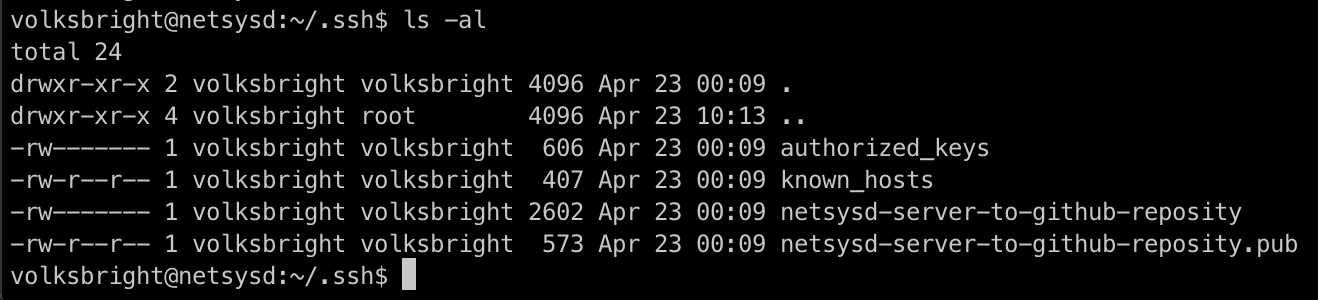 volksbright@netsysd:~/.ssh$ ls -al
total 24
drwxr-xr-x 2 volksbright volksbright 4096 Apr 23 00:09 .
drwxr-xr-x 4 volksbright root        4096 Apr 23 10:13 ..
-rw------- 1 volksbright volksbright  606 Apr 23 00:09 authorized_keys
-rw-r--r-- 1 volksbright volksbright  407 Apr 23 00:09 known_hosts
-rw------- 1 volksbright volksbright 2602 Apr 23 00:09 netsysd-server-to-github-reposity
-rw-r--r-- 1 volksbright volksbright  573 Apr 23 00:09 netsysd-server-to-github-reposity.pub
volksbright@netsysd:~/.ssh$